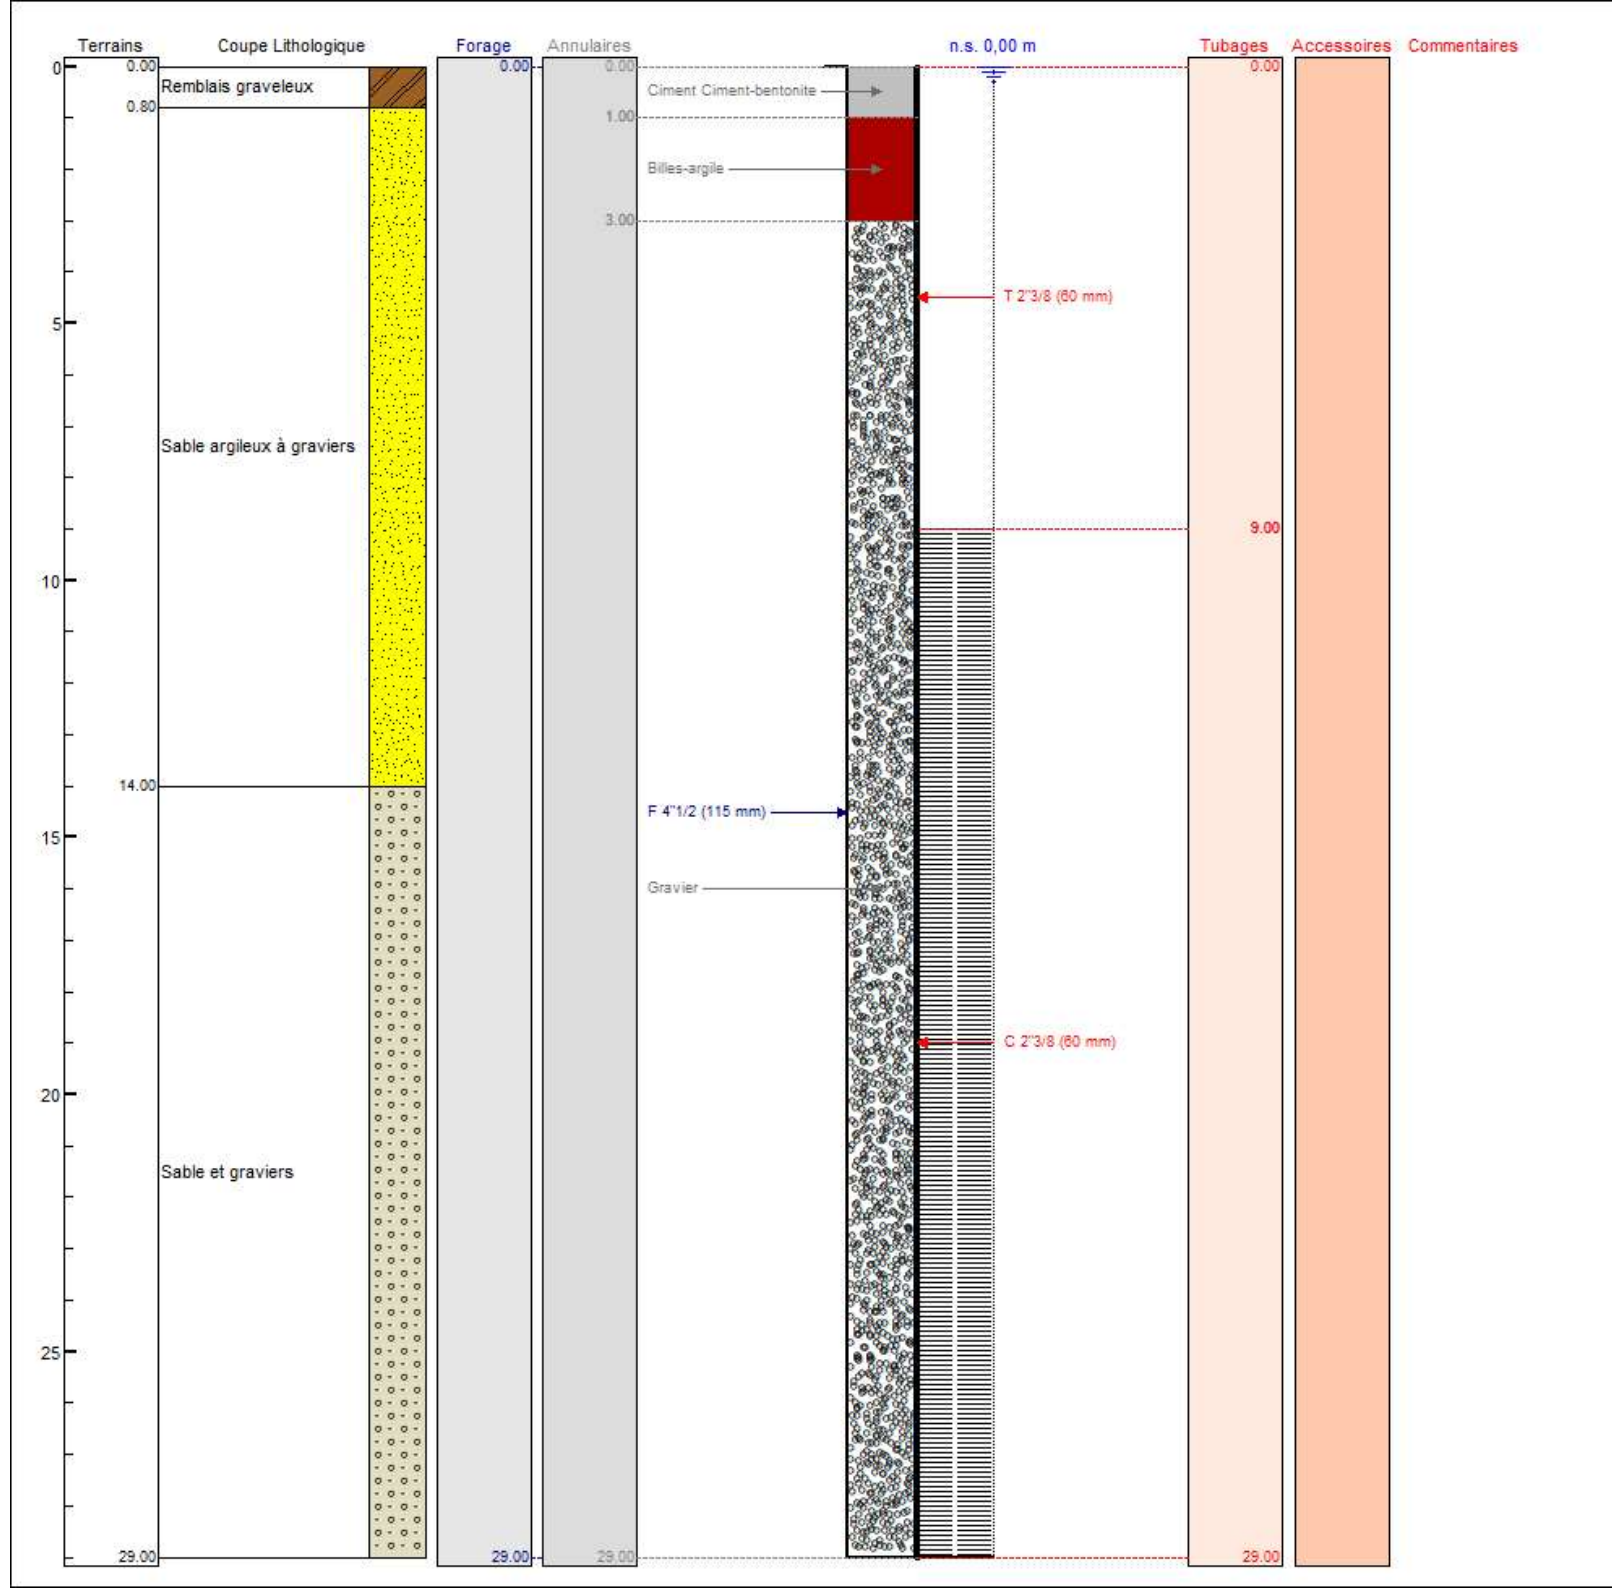 Terrains Coupe Lithologique Forage Annulaires n.s. 0,00 m Tubages Accessoires Commentaires
0 0.00 0.00 0.00 0.00
Remblais graveleux
Ciment Ciment-bentonite
0.80
1.00
Billes-argile
3.00
T 2"3/8 (60 mm)
5
Sable argileux à graviers
9.00
10
14.00
F 4"1/2 (115 mm)
15
Gravier
C 2"3/8 (60 mm)
20
Sable et graviers
25
29.00 29.00 29.00 29.00